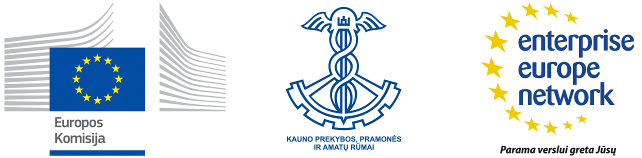 Europos
Komisija
KAUNO PREKYBOS, PRAMONĖS
IR AMATŲ RŪMAI
enterprise
europe
network
Parama verslui greta Jūsų